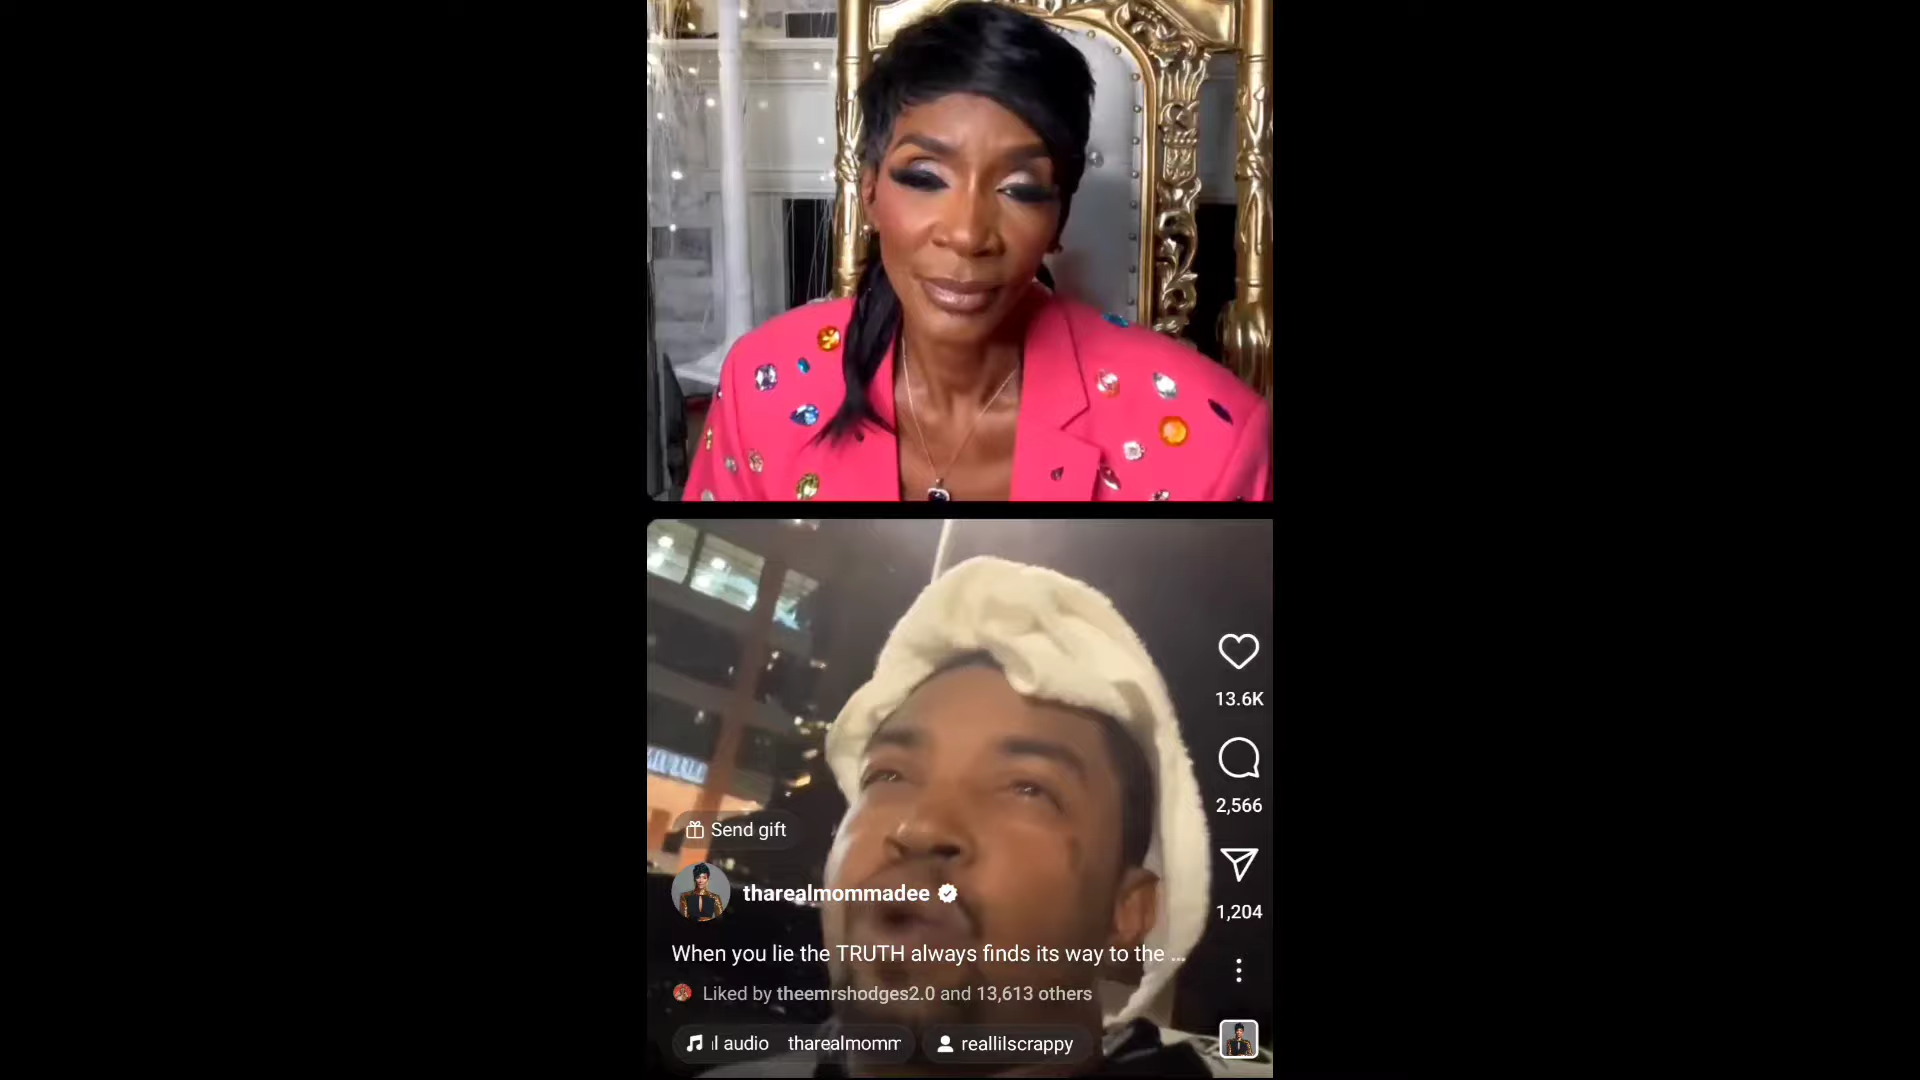 13.6K
2,566
Send gift
tharealmommadee
1,204
When you lie the TRUTH always finds its way to the ...
Liked by theemrshodges2.0 and 13,613 others
l audio tharealmomm
reallilscrappy